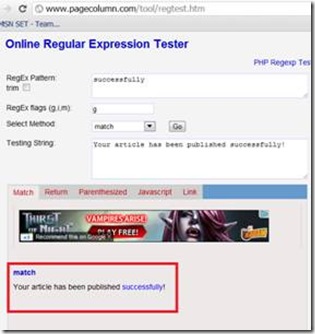 www.pagecolumn.com/tool/regtest.htm
MSN SET - Team...
Online Regular Expression Tester
PHP Regexp Test
RegEx Pattern:
trim
successfully
RegEx flags (g,i,m):
g
Select Method:
match
Go
Testing String:
Your article has been published successfully!
Match
Return
Parenthesized
Javascript
Link
THIRST OF NIGHT
VAMPIRES ARISE!
PLAY FREE!
+1
Recommend this on Google
match
Your article has been published successfully!